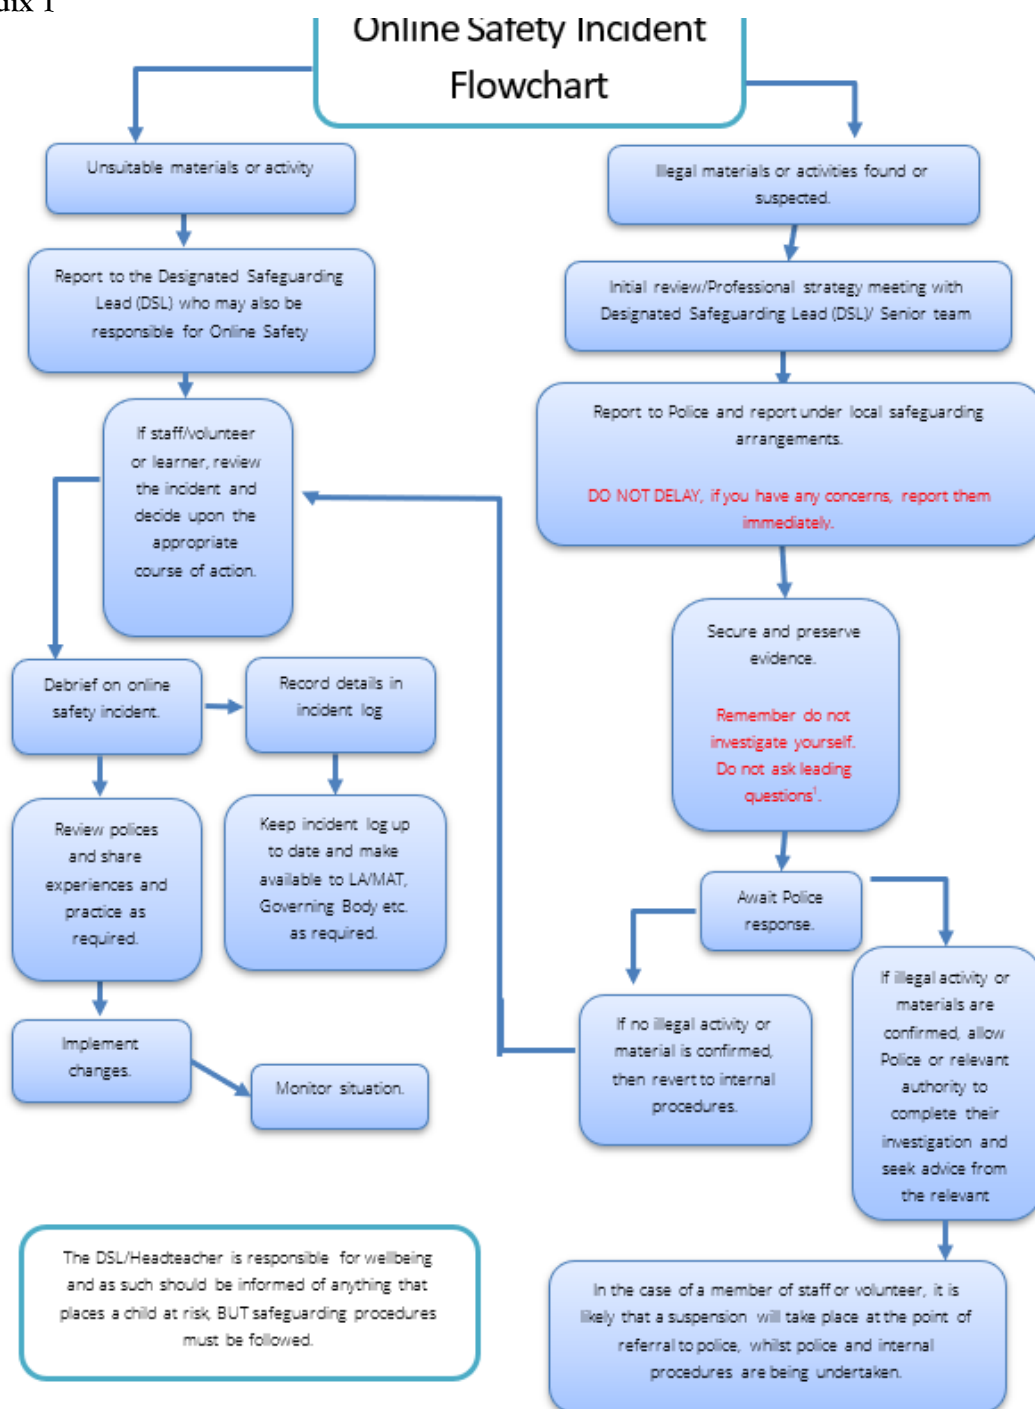 Online Safety Incident
Flowchart
Unsuitable materials or activity
Report to the Designated Safeguarding
Lead (DSL) who may also be
responsible for Online Safety
If staff/volunteer
or learner, review
the incident and
decide upon the
appropriate
course of action.
Debrief on online
safety incident.
Record details in
incident log
Review polices
and share
experiences and
practice as
required.
Keep incident log up
to date and make
available to LA/MAT,
Governing Body etc.
as required.
Implement
changes.
Monitor situation.
Illegal materials or activities found or
suspected.
Initial review/Professional strategy meeting with
Designated Safeguarding Lead (DSL)/ Senior team
Report to Police and report under local safeguarding
arrangements.
DO NOT DELAY, if you have any concerns, report them
immediately.
Secure and preserve
evidence.
Remember do not
investigate yourself.
Do not ask leading
questions¹.
Await Police
response.
If no illegal activity or
material is confirmed,
then revert to internal
procedures.
If illegal activity or
materials are
confirmed, allow
Police or relevant
authority to
complete their
investigation and
seek advice from
the relevant
In the case of a member of staff or volunteer, it is
likely that a suspension will take place at the point of
referral to police, whilst police and internal
procedures are being undertaken.
The DSL/Headteacher is responsible for wellbeing
and as such should be informed of anything that
places a child at risk, BUT safeguarding procedures
must be followed.